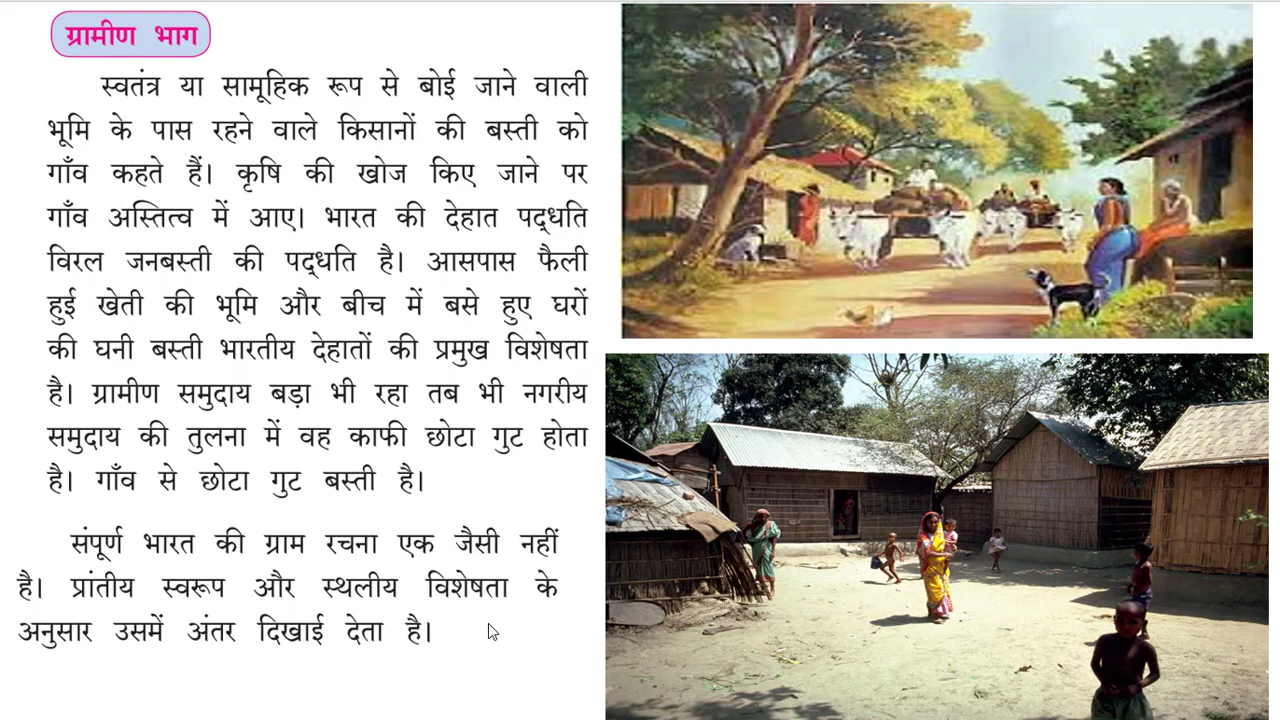 ग्रामीण भाग
स्वतंत्र या सामूहिक रूप से बोई जाने वाली
भूमि के पास रहने वाले किसानों की बस्ती को
गाँव कहते हैं। कृषि की खोज किए जाने पर
गाँव अस्तित्व में आए। भारत की देहात पद्धति
विरल जनबस्ती की पद्धति है। आसपास फैली
हुई खेती की भूमि और बीच में बसे हुए घरों
की घनी बस्ती भारतीय देहातों की प्रमुख विशेषता
है। ग्रामीण समुदाय बड़ा भी रहा तब भी नगरीय
समुदाय की तुलना में वह काफी छोटा गुट होता
है। गाँव से छोटा गुट बस्ती है।
संपूर्ण भारत की ग्राम रचना एक जैसी नहीं
है। प्रांतीय स्वरूप और स्थलीय विशेषता के
अनुसार उसमें अंतर दिखाई देता है।